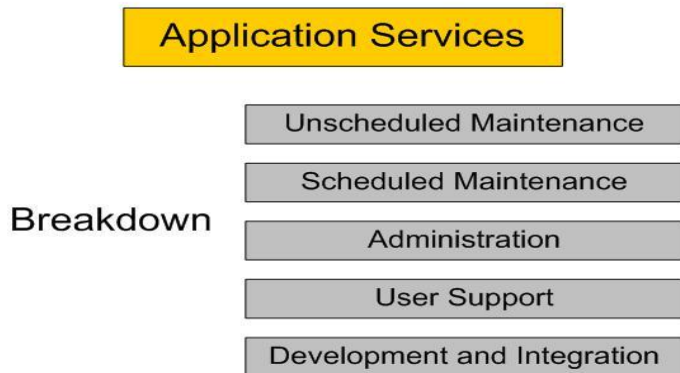 Application Services
Unscheduled Maintenance
Scheduled Maintenance
Breakdown
Administration
User Support
Development and Integration